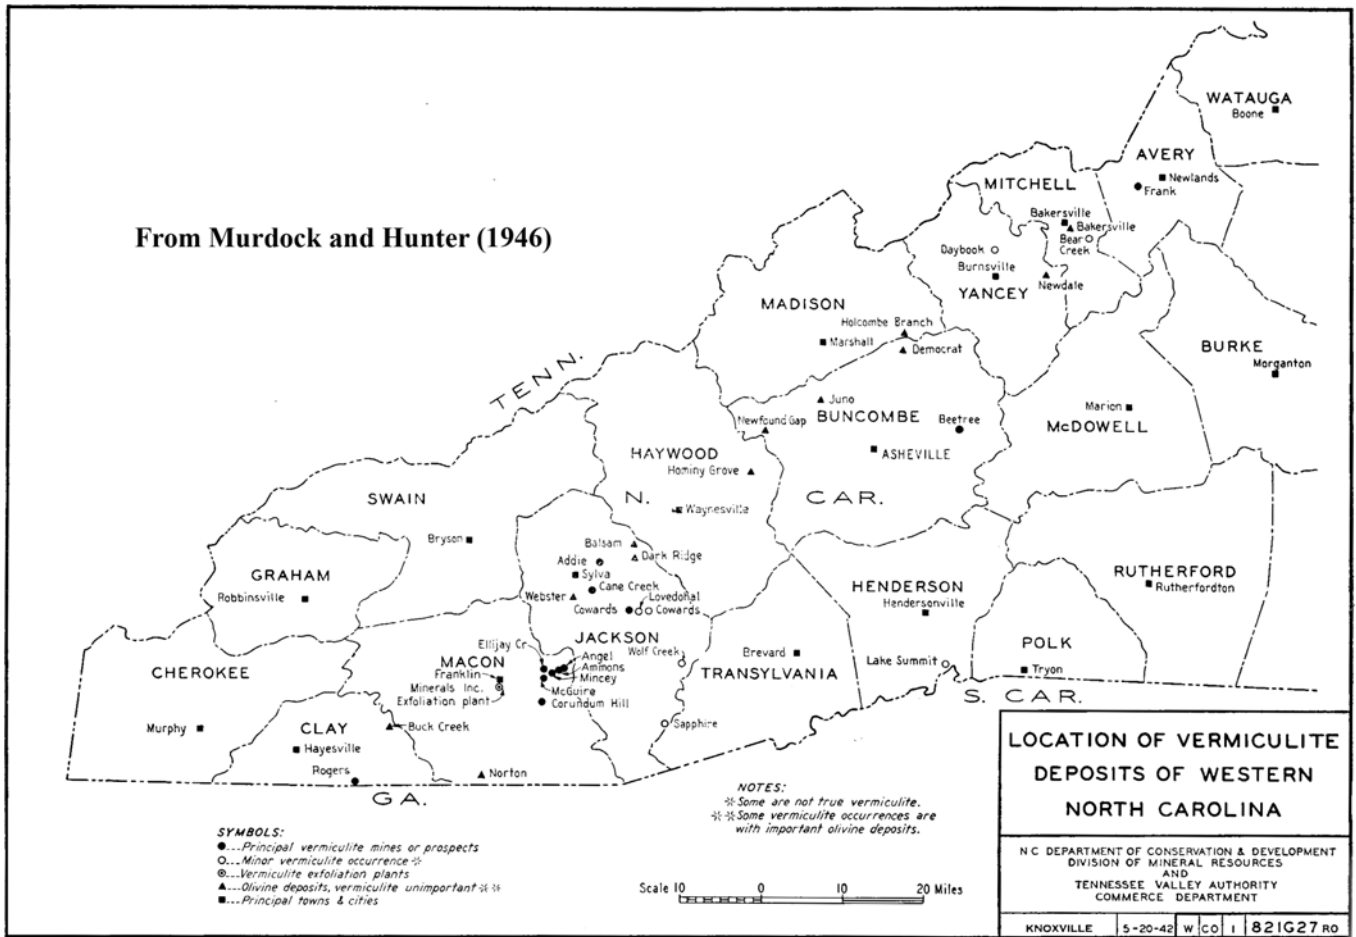 WATAUGA
Boone
AVERY
Newlands
Frank
MITCHELL
Bakersville
Bakersville
Bear
Creek
Daybook
Burnsville
YANCEY
Newdale
From Murdock and Hunter (1946)
MADISON
Holcombe Branch
Marshall
Democrat
BURKE
Morganton
TENN.
Juno
Newfound Gap
BUNCOMBE
Beetree
ASHEVILLE
Marion
McDOWELL
HAYWOOD
Hominy Grove
N. CAR.
Waynesville
SWAIN
Bryson
Balsam
Dark Ridge
Addie
Sylva
Cane Creek
Webster
Lovedahal
Cowards
Cowards
GRAHAM
Robbinsville
HENDERSON
Hendersonville
RUTHERFORD
Rutherfordton
JACKSON
Ellijay Cr.
Angel
Ammons
Mincey
McGuire
Corundum Hill
Wolf Creek
Brevard
TRANSYLVANIA
Lake Summit
POLK
Tryon
S. CAR.
CHEROKEE
Murphy
MACON
Franklin
Minerals Inc.
Exfoliation plant
CLAY
Hayesville
Buck Creek
Rogers
Norton
Sapphire
GA.
SYMBOLS:
●....Principal vermiculite mines or prospects
○....Minor vermiculite occurrence ※
◉....Vermiculite exfoliation plants
▲....Olivine deposits, vermiculite unimportant ※※
■....Principal towns & cities
NOTES:
※ Some are not true vermiculite.
※※ Some vermiculite occurrences are
with important olivine deposits.
Scale 10 0 10 20 Miles
LOCATION OF VERMICULITE
DEPOSITS OF WESTERN
NORTH CAROLINA
N C DEPARTMENT OF CONSERVATION & DEVELOPMENT
DIVISION OF MINERAL RESOURCES
AND
TENNESSEE VALLEY AUTHORITY
COMMERCE DEPARTMENT
KNOXVILLE 5-20-42 W CO 1 821G27 RO